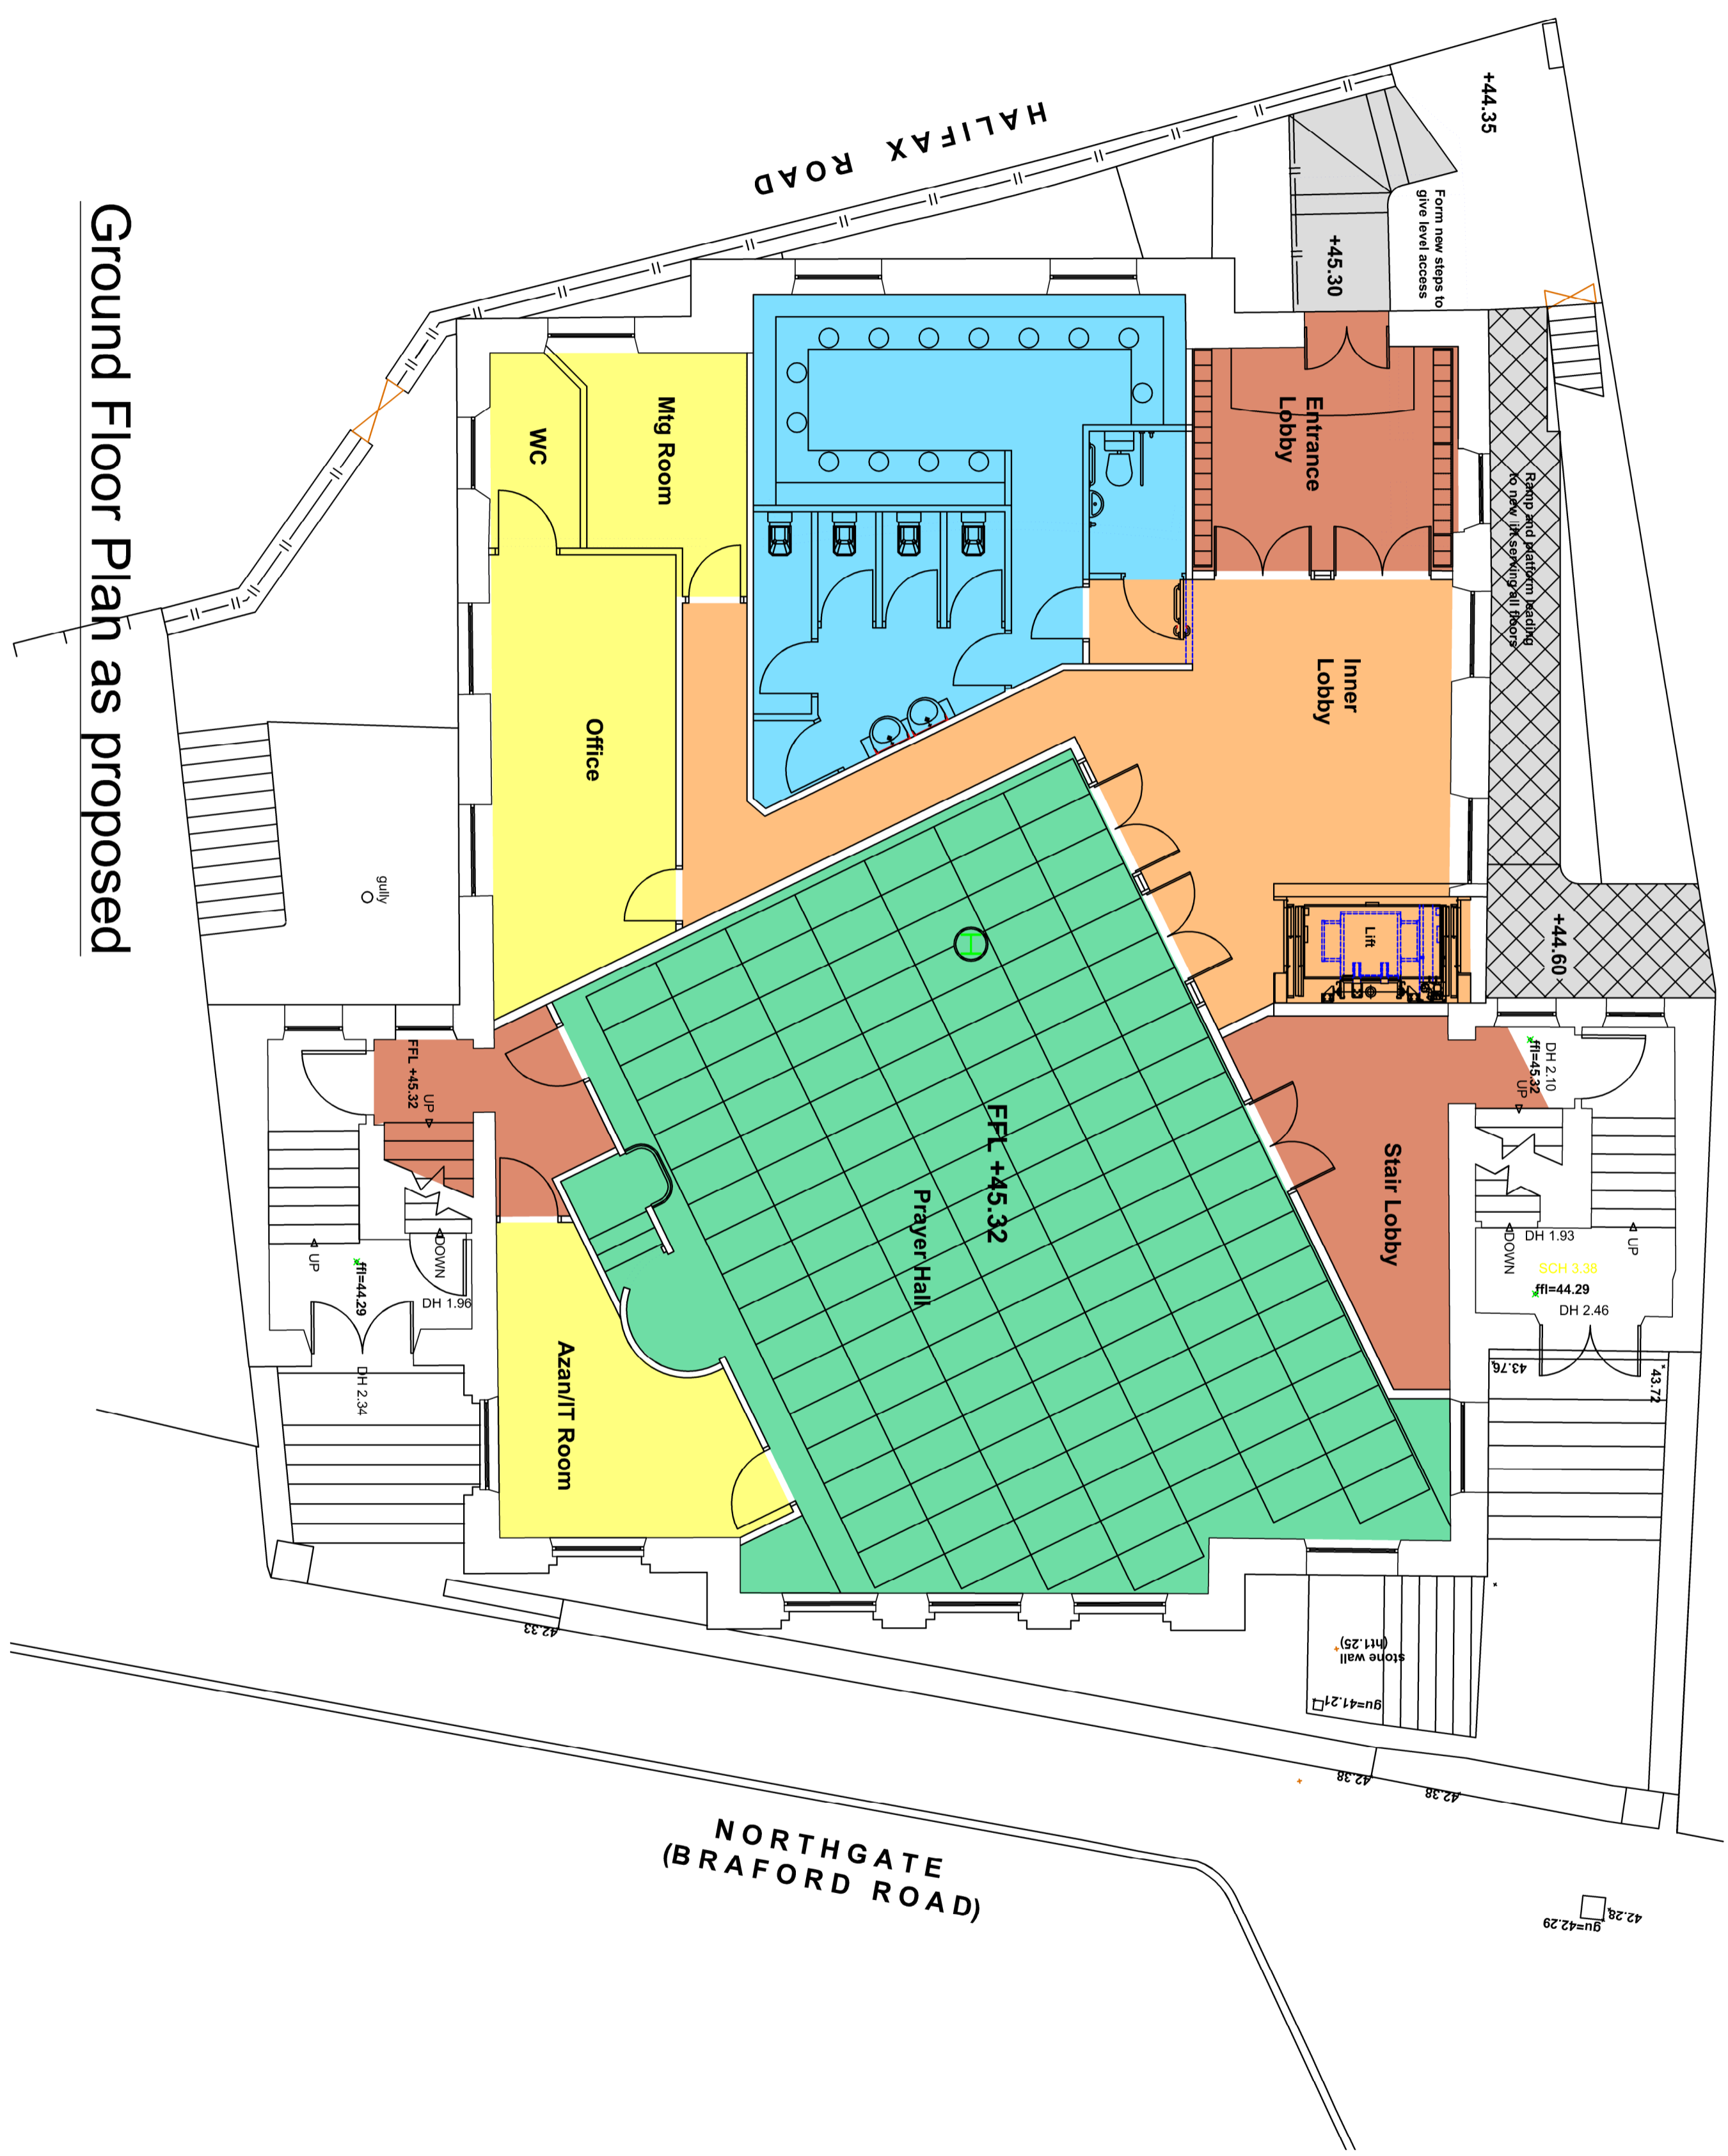 Ground Floor Plan as proposed
HALIFAX ROAD
+44.35
Form new steps to
give level access
+45.30
Ramp and platform leading
to new lift serving all floors
+44.60
Entrance
Lobby
Inner
Lobby
Lift
Mtg Room
WC
Office
gully
FFL +45.32
Prayer Hall
Stair Lobby
Azan/IT Room
FFL +45.32
UP
UP
DOWN
ffl=44.29
DH 1.96
DH 2.34
DH 2.10
ffl=45.32
UP
UP
DOWN
DH 1.93
SCH 3.38
ffl=44.29
DH 2.46
43.76
43.72
42.33
stone wall
(ht1.25)
gu=41.21
42.38
42.38
NORTHGATE
(BRAFORD ROAD)
42.28
gu=42.29